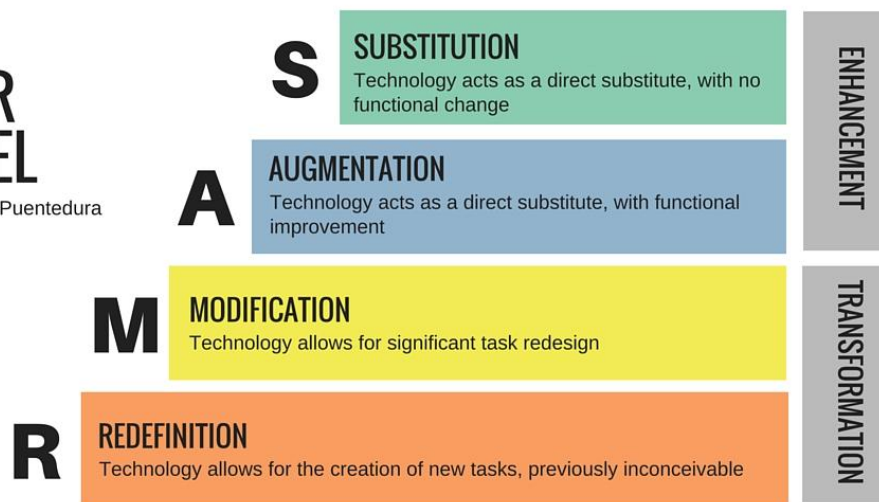 S
SUBSTITUTION
Technology acts as a direct substitute, with no
functional change
A
AUGMENTATION
Technology acts as a direct substitute, with functional
improvement
M
MODIFICATION
Technology allows for significant task redesign
R
REDEFINITION
Technology allows for the creation of new tasks, previously inconceivable
ENHANCEMENT
TRANSFORMATION
R
EL
Puentedura